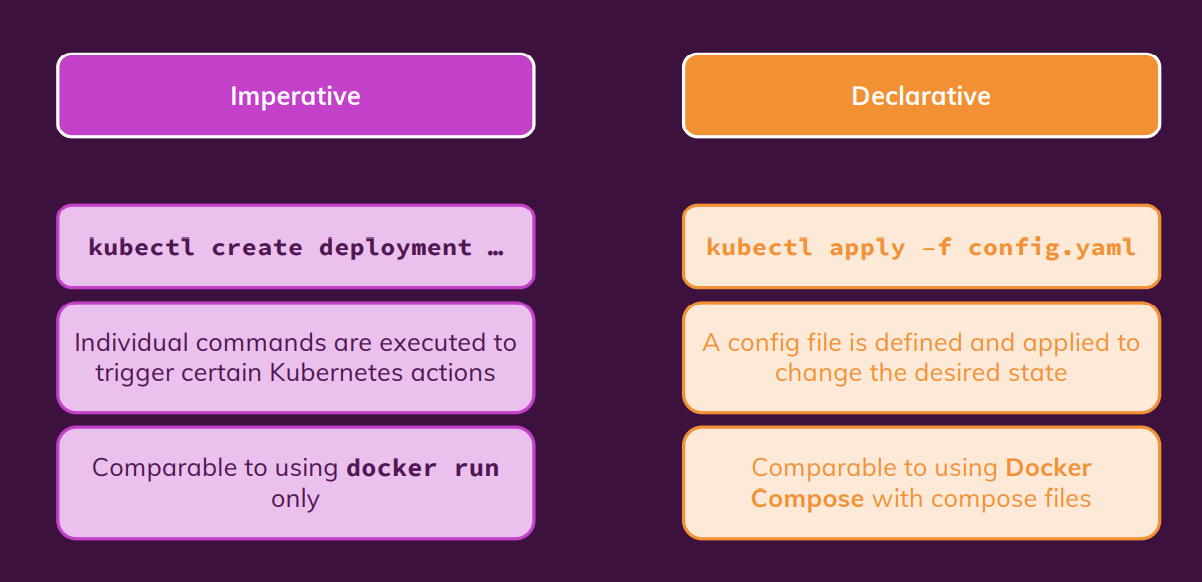 Imperative
Declarative
kubectl create deployment …
kubectl apply –f config.yaml
Individual commands are executed to
trigger certain Kubernetes actions
A config file is defined and applied to
change the desired state
Comparable to using docker run
only
Comparable to using Docker
Compose with compose files